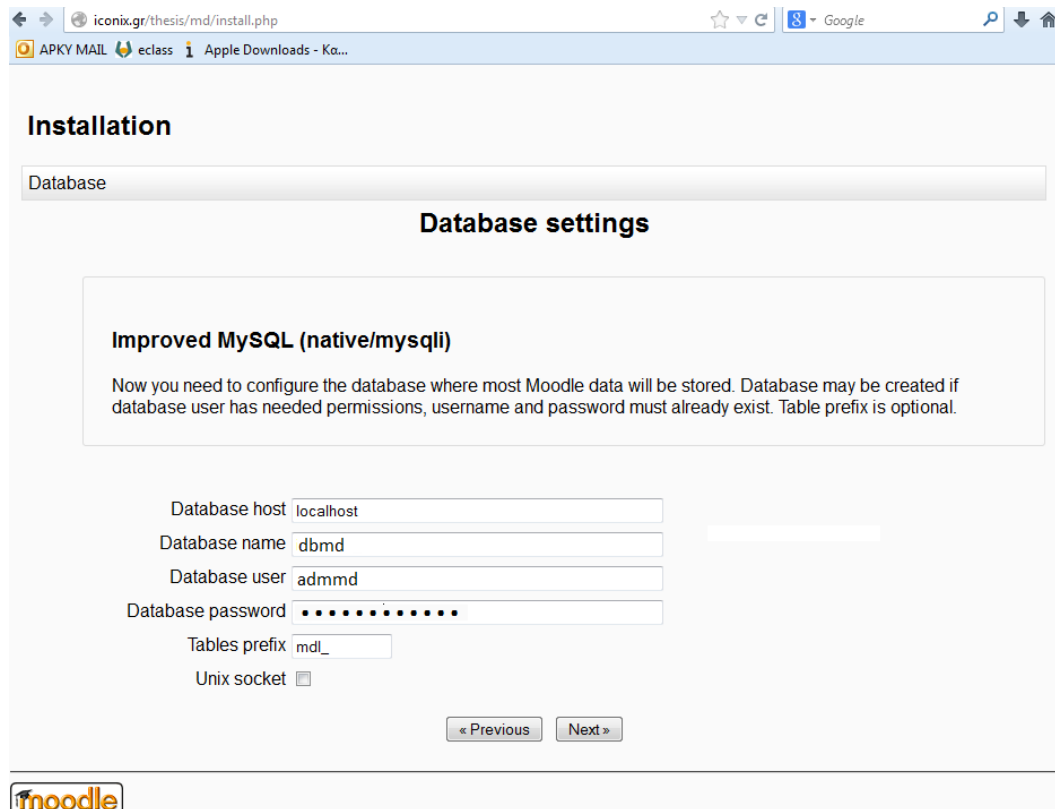 iconix.gr/thesis/md/install.php
8 Google
APKY MAIL eclass Apple Downloads - Κα...
Installation
Database
Database settings
Improved MySQL (native/mysqli)
Now you need to configure the database where most Moodle data will be stored. Database may be created if
database user has needed permissions, username and password must already exist. Table prefix is optional.
Database host localhost
Database name dbmd
Database user admmd
Database password
Tables prefix mdl_
Unix socket
« Previous Next »
moodle